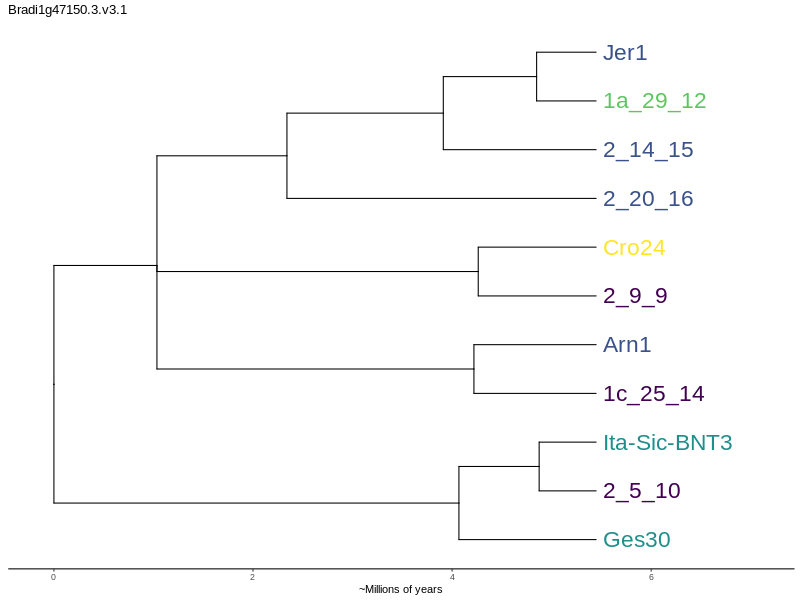 Bradi1g47150.3.v3.1
Jer1
1a_29_12
2_14_15
2_20_16
Cro24
2_9_9
Arn1
1c_25_14
Ita-Sic-BNT3
2_5_10
Ges30
0 2 4 6
~Millions of years